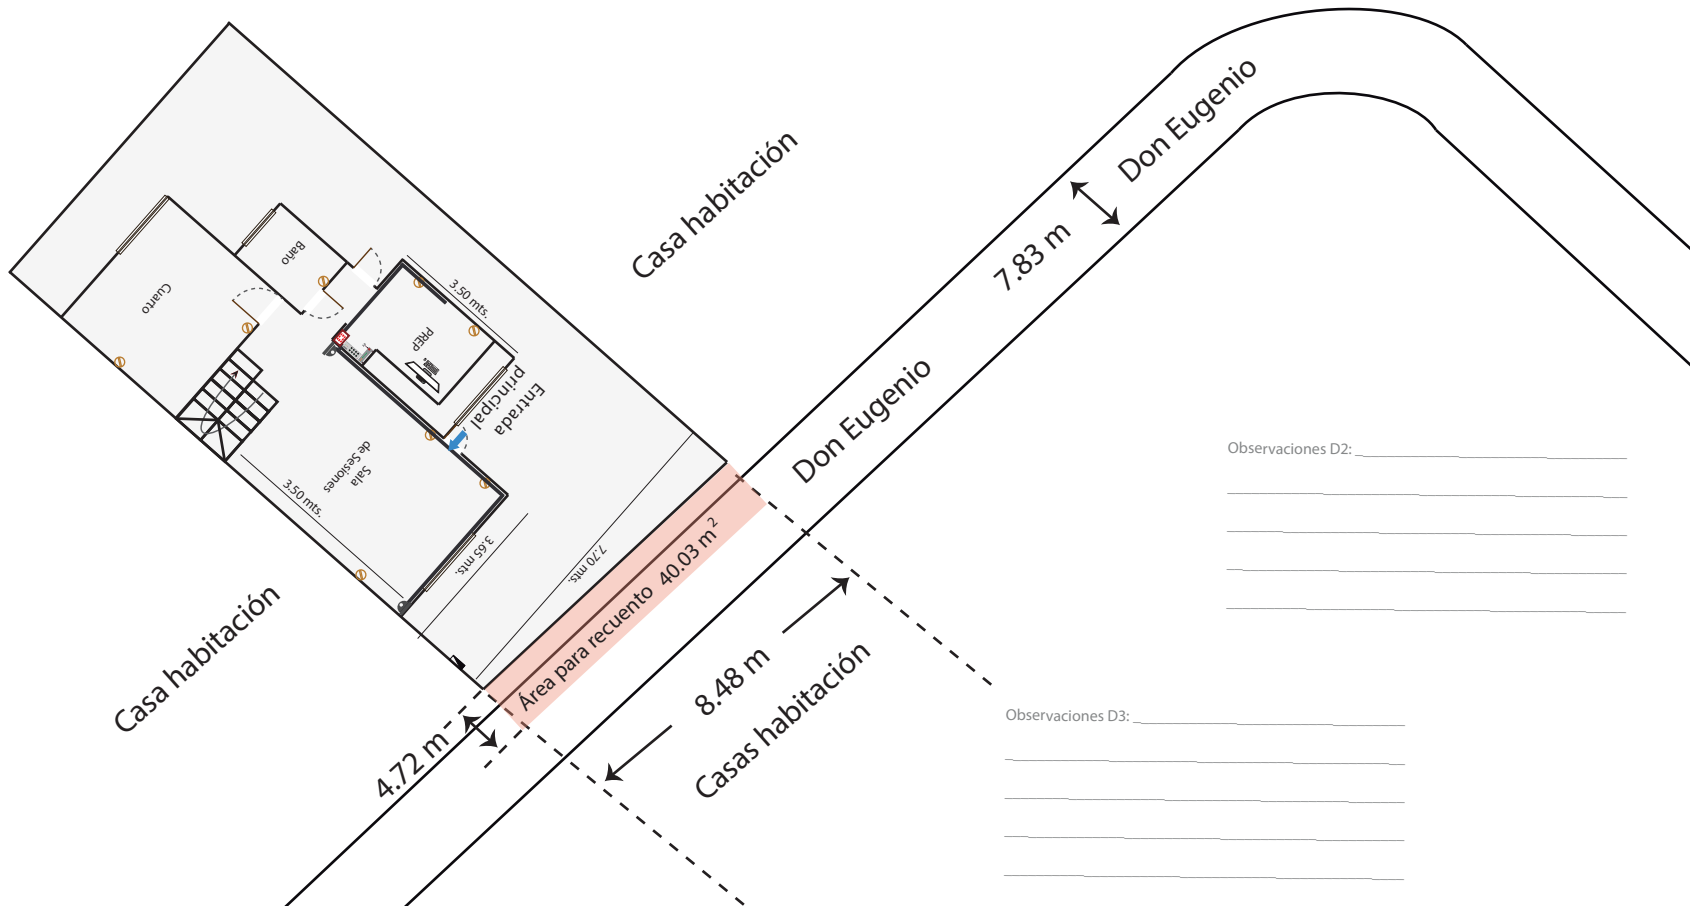 Don Eugenio
7.83 m
Casa habitación
Baño
Cuarto
3.50 mts.
PREP
Entrada
principal
Don Eugenio
Sala
de Sesiones
3.50 mts.
3.65 mts.
7.70 mts.
Área para recuento 40.03 m²
Casa habitación
4.72 m
8.48 m
Casas habitación
Observaciones D2:
Observaciones D3: